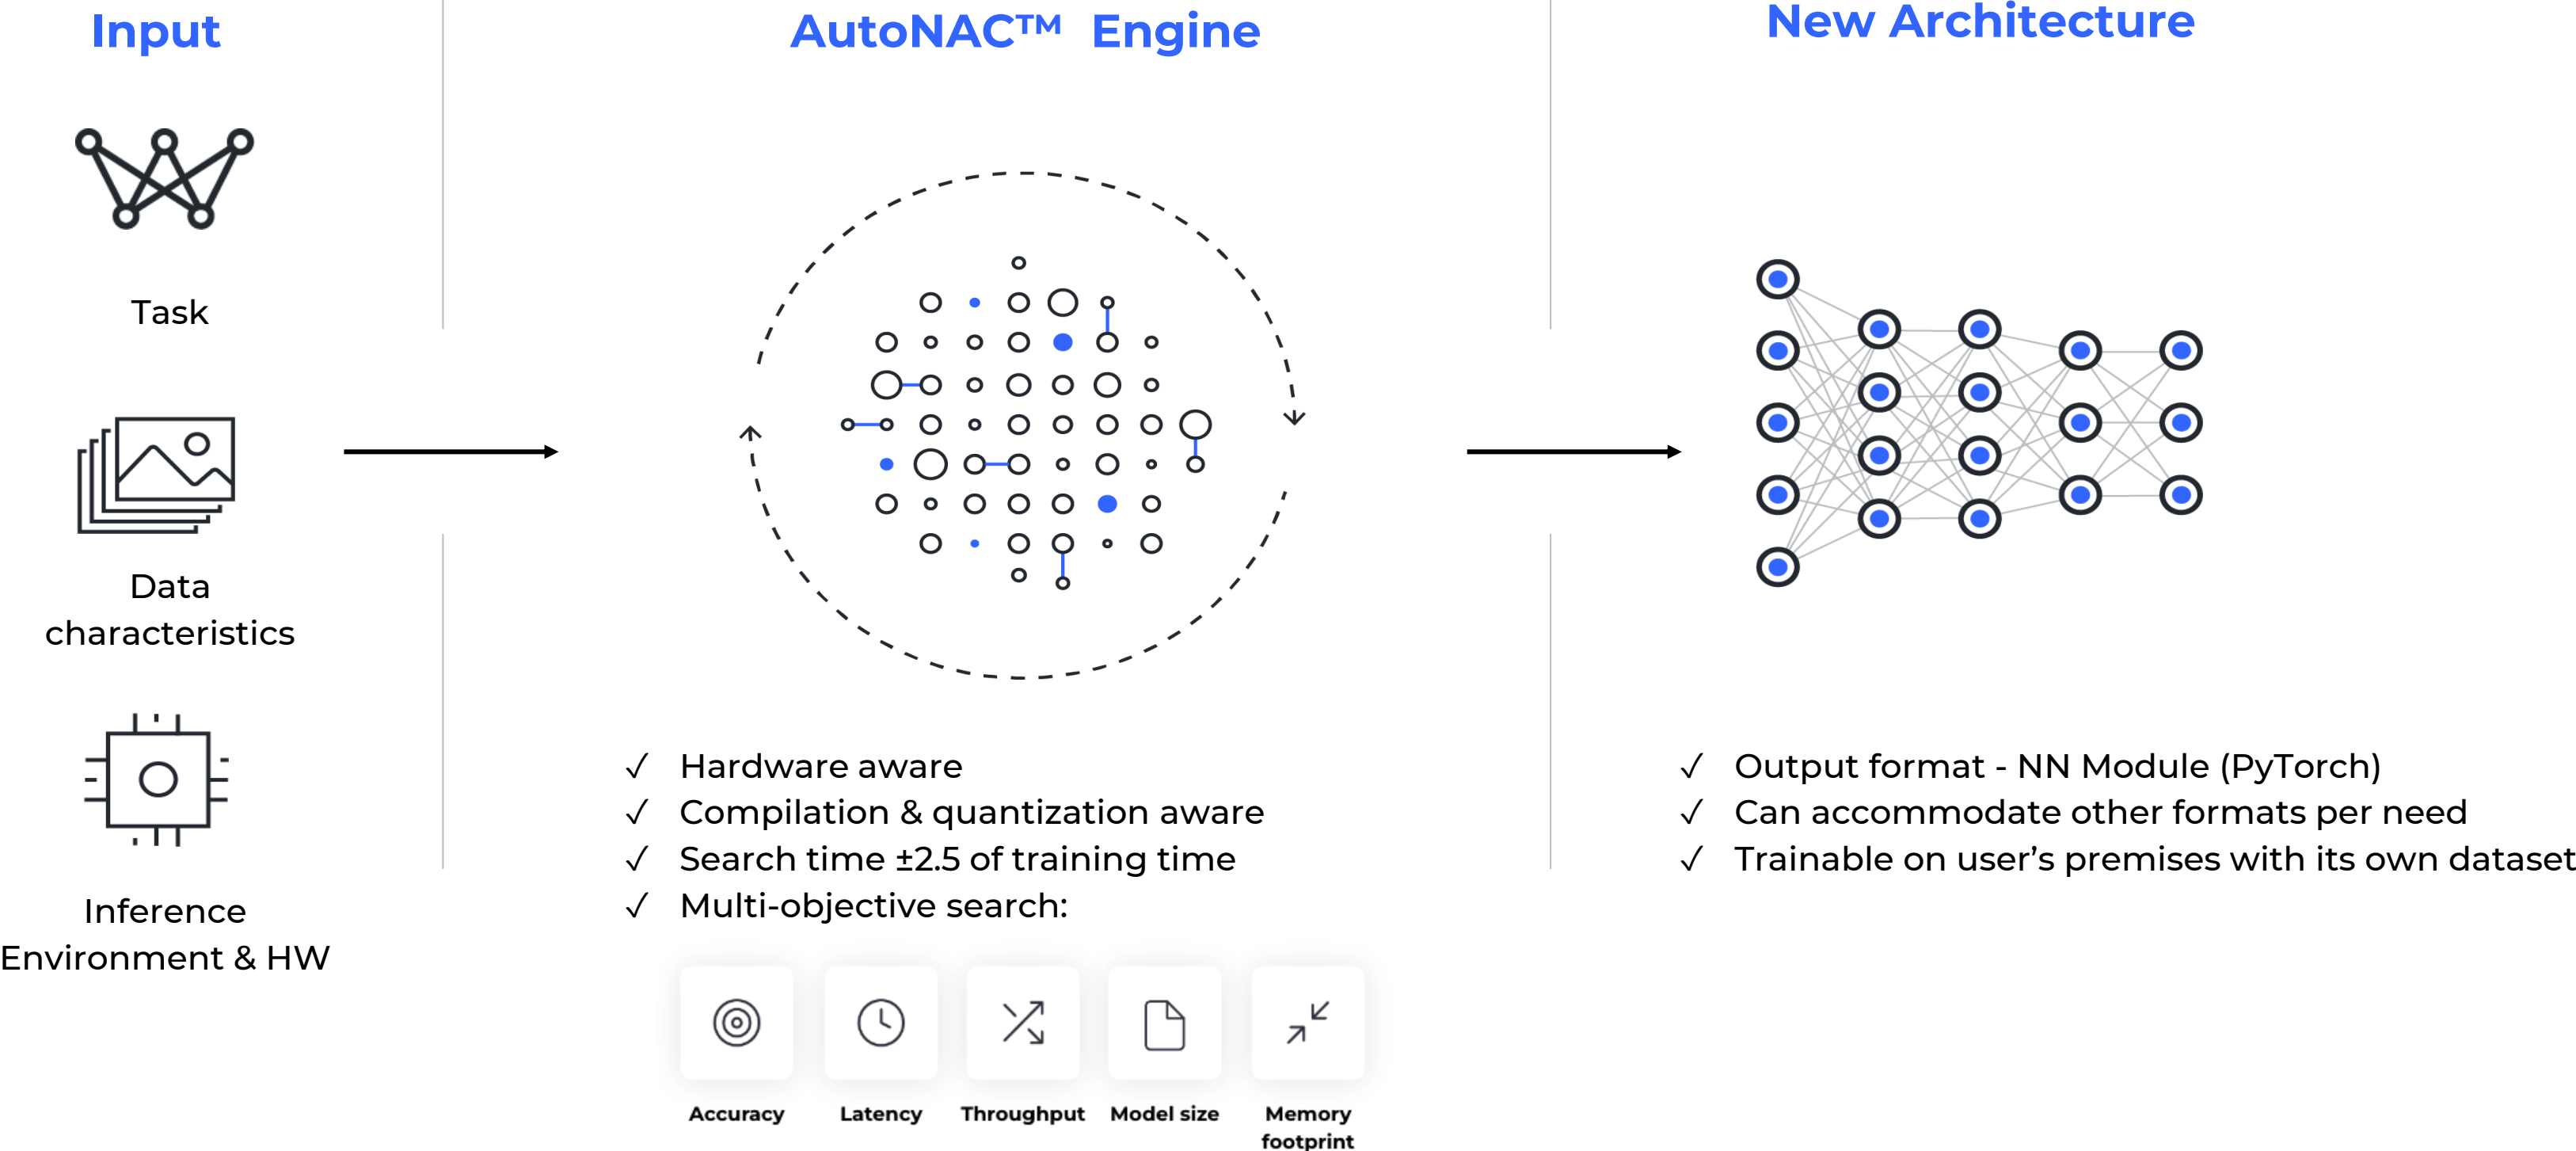 Input
Task
Data
characteristics
Inference
Environment & HW
AutoNAC™ Engine
✓ Hardware aware
✓ Compilation & quantization aware
✓ Search time ±2.5 of training time
✓ Multi-objective search:
Accuracy
Latency
Throughput
Model size
Memory
footprint
New Architecture
✓ Output format - NN Module (PyTorch)
✓ Can accommodate other formats per need
✓ Trainable on user’s premises with its own dataset